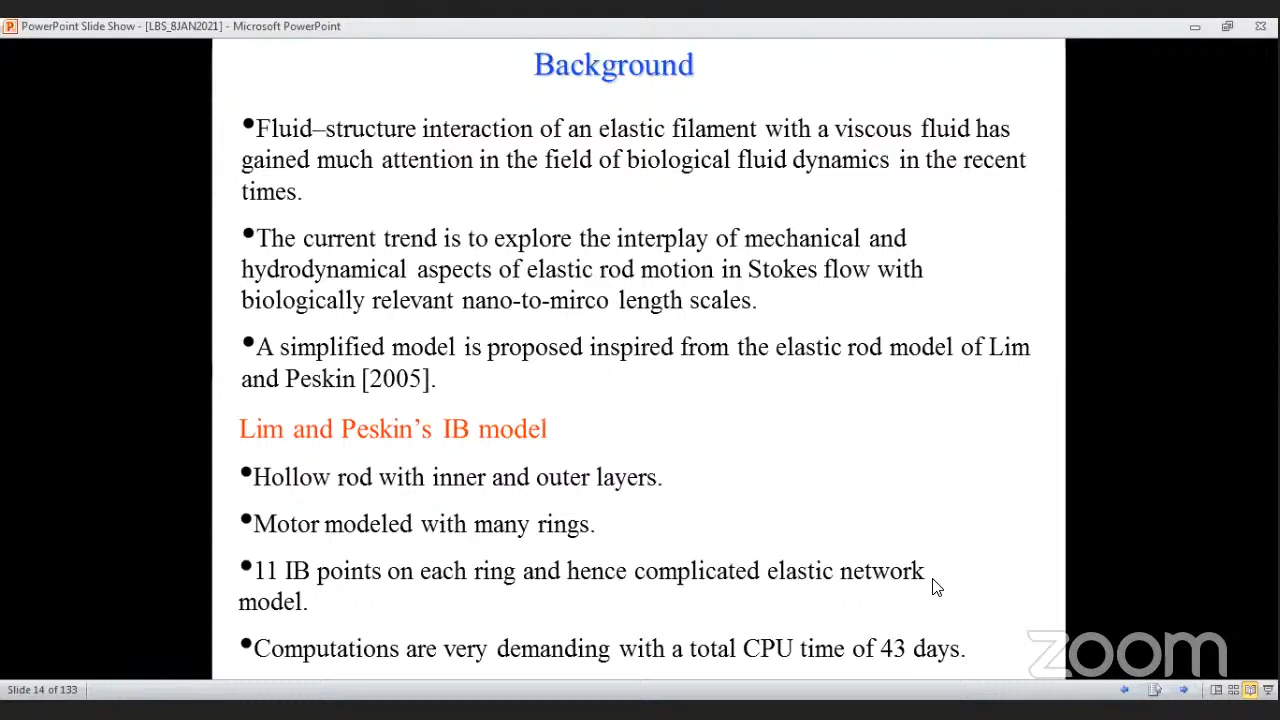 PowerPoint Slide Show - [LBS_8JAN2021] - Microsoft PowerPoint
Background
•Fluid–structure interaction of an elastic filament with a viscous fluid has
gained much attention in the field of biological fluid dynamics in the recent
times.
•The current trend is to explore the interplay of mechanical and
hydrodynamical aspects of elastic rod motion in Stokes flow with
biologically relevant nano-to-mirco length scales.
•A simplified model is proposed inspired from the elastic rod model of Lim
and Peskin [2005].
Lim and Peskin’s IB model
•Hollow rod with inner and outer layers.
•Motor modeled with many rings.
•11 IB points on each ring and hence complicated elastic network
model.
•Computations are very demanding with a total CPU time of 43 days.
zoom
Slide 14 of 133